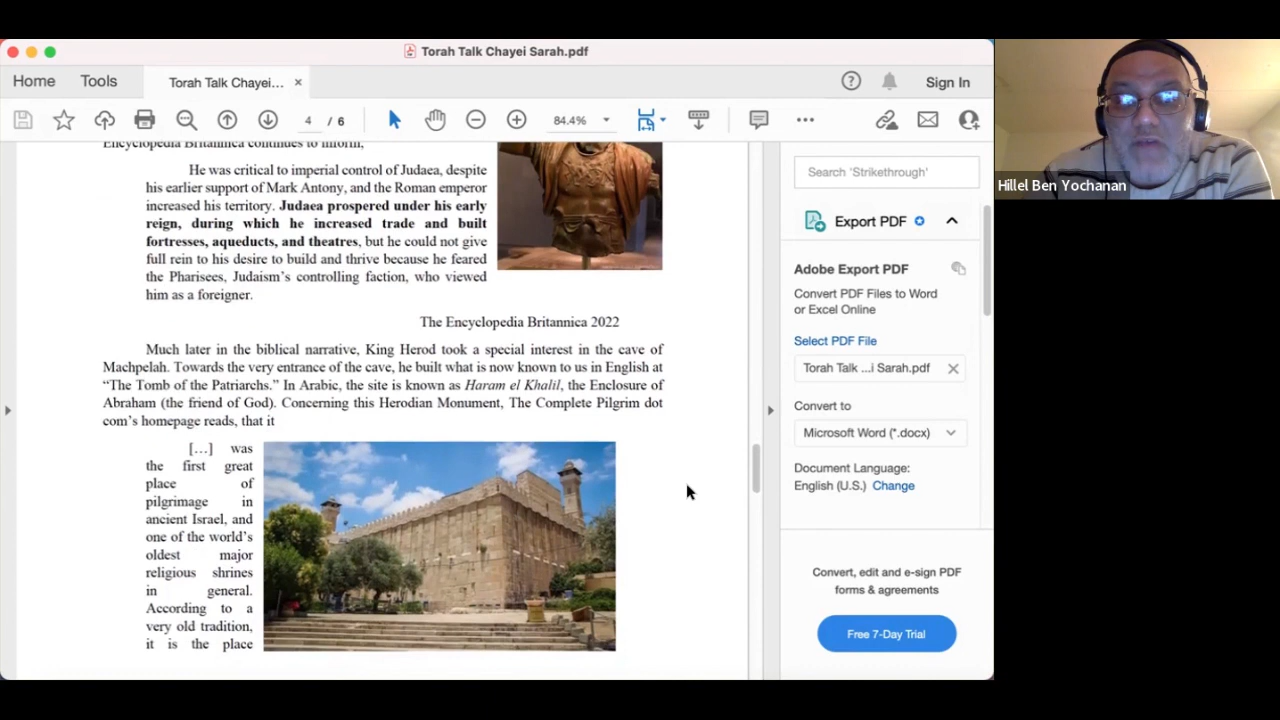 Torah Talk Chayei Sarah.pdf
Home
Tools
Torah Talk Chayei...
Sign In
4 / 6
84.4%
Encyclopedia Britannica continues to inform,
He was critical to imperial control of Judaea, despite
his earlier support of Mark Antony, and the Roman emperor
increased his territory. Judaea prospered under his early
reign, during which he increased trade and built
fortresses, aqueducts, and theatres, but he could not give
full rein to his desire to build and thrive because he feared
the Pharisees, Judaism's controlling faction, who viewed
him as a foreigner.
The Encyclopedia Britannica 2022
Much later in the biblical narrative, King Herod took a special interest in the cave of
Machpelah. Towards the very entrance of the cave, he built what is now known to us in English at
“The Tomb of the Patriarchs.” In Arabic, the site is known as Haram el Khalil, the Enclosure of
Abraham (the friend of God). Concerning this Herodian Monument, The Complete Pilgrim dot
com’s homepage reads, that it
[…] was
the first great
place of
pilgrimage in
ancient Israel, and
one of the world’s
oldest major
religious shrines
in general.
According to a
very old tradition,
it is the place
Search 'Strikethrough'
Export PDF
Adobe Export PDF
Convert PDF Files to Word
or Excel Online
Select PDF File
Torah Talk ...i Sarah.pdf
Convert to
Microsoft Word (*.docx)
Document Language:
English (U.S.) Change
Convert, edit and e-sign PDF
forms & agreements
Free 7-Day Trial
Hillel Ben Yochanan